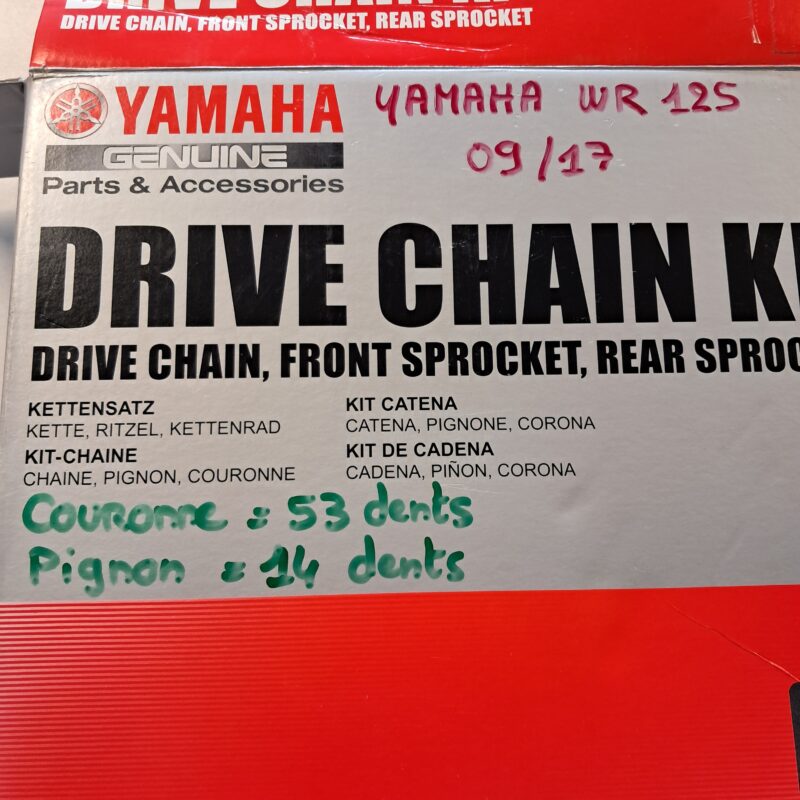 DRIVE CHAIN, FRONT SPROCKET, REAR SPROCKET
YAMAHA YAMAHA WR 125
09/17
GENUINE
Parts & Accessories
DRIVE CHAIN
DRIVE CHAIN, FRONT SPROCKET, REAR
KETTENSATZ
KETTE, RITZEL, KETTENRAD
KIT-CHAINE
CHAINE, PIGNON, COURONNE
KIT CATENA
CATENA, PIGNONE, CORONA
KIT DE CADENA
CADENA, PIÑON, CORONA
Couronne = 53 dents
Pignon = 14 dents